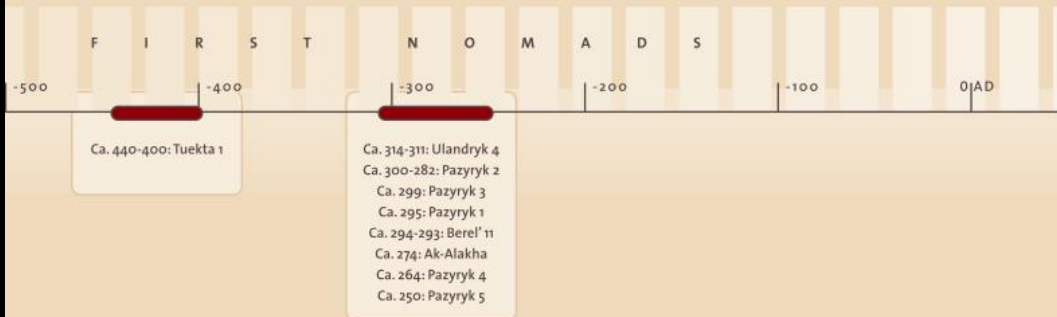 FIRST NOMADS
-500 -400 -300 -200 -100 0 AD
Ca. 440-400: Tuekta 1
Ca. 314-311: Ulandryk 4
Ca. 300-282: Pazyryk 2
Ca. 299: Pazyryk 3
Ca. 295: Pazyryk 1
Ca. 294-293: Berel' 11
Ca. 274: Ak-Alakha
Ca. 264: Pazyryk 4
Ca. 250: Pazyryk 5